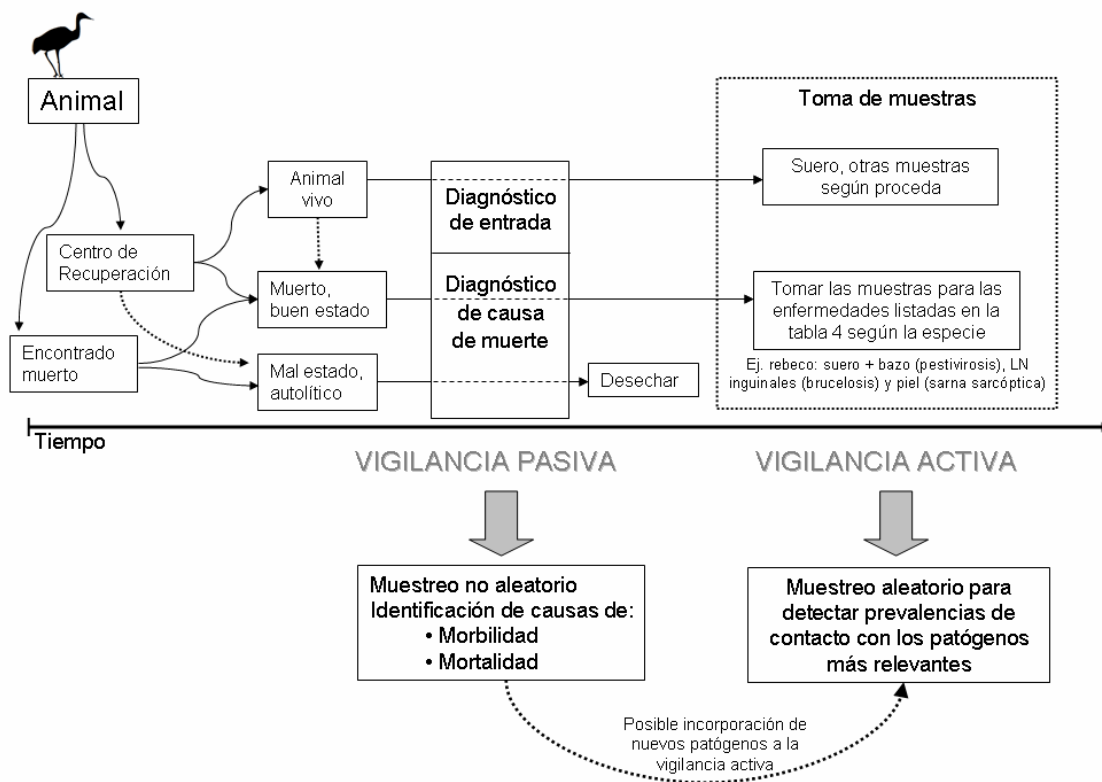 Animal
Toma de muestras
Animal
vivo
Diagnóstico
de entrada
Suero, otras muestras
según proceda
Centro de
Recuperación
Muerto,
buen estado
Diagnóstico
de causa
de muerte
Tomar las muestras para las
enfermedades listadas en la
tabla 4 según la especie
Encontrado
muerto
Mal estado,
autolítico
Desechar
Ej. rebeco: suero + bazo (pestivirosis), LN
inguinales (brucelosis) y piel (sarna sarcóptica)
Tiempo
VIGILANCIA PASIVA
VIGILANCIA ACTIVA
Muestreo no aleatorio
Identificación de causas de:
• Morbilidad
• Mortalidad
Muestreo aleatorio para
detectar prevalencias de
contacto con los patógenos
más relevantes
Posible incorporación de
nuevos patógenos a la
vigilancia activa